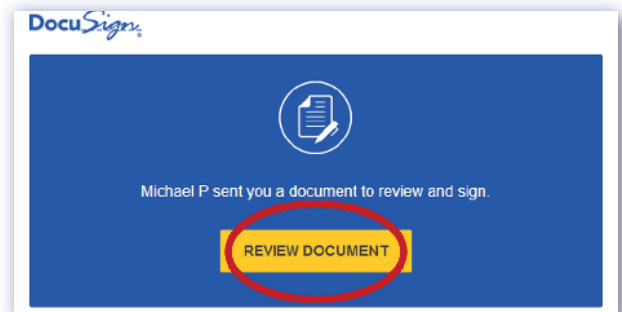 DocuSign
Michael P sent you a document to review and sign.
REVIEW DOCUMENT